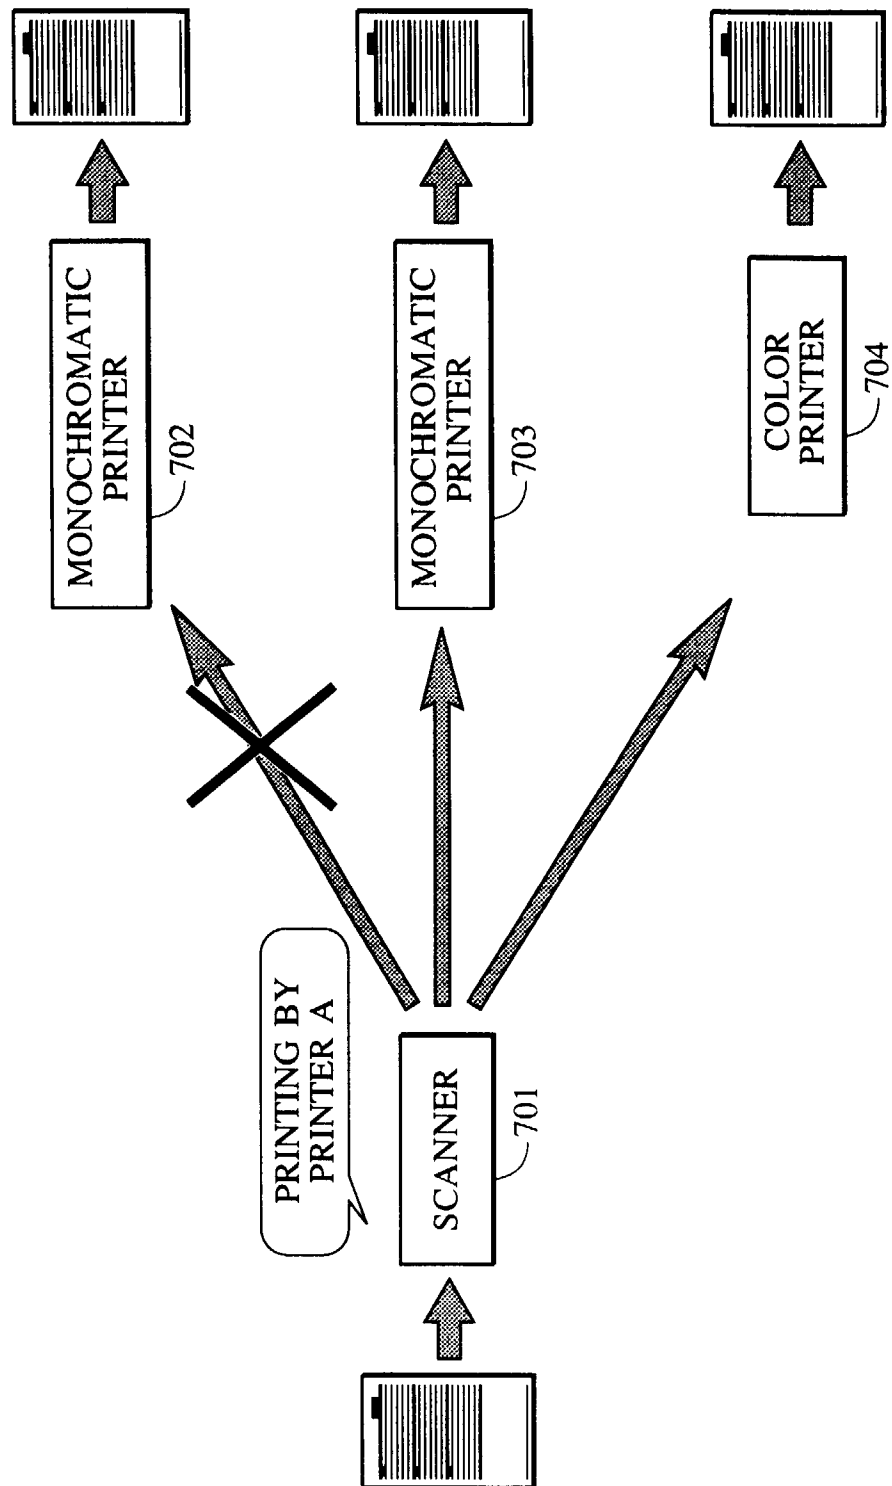 PRINTING BY
PRINTER A
SCANNER
701
MONOCHROMATIC
PRINTER
702
MONOCHROMATIC
PRINTER
703
COLOR
PRINTER
704